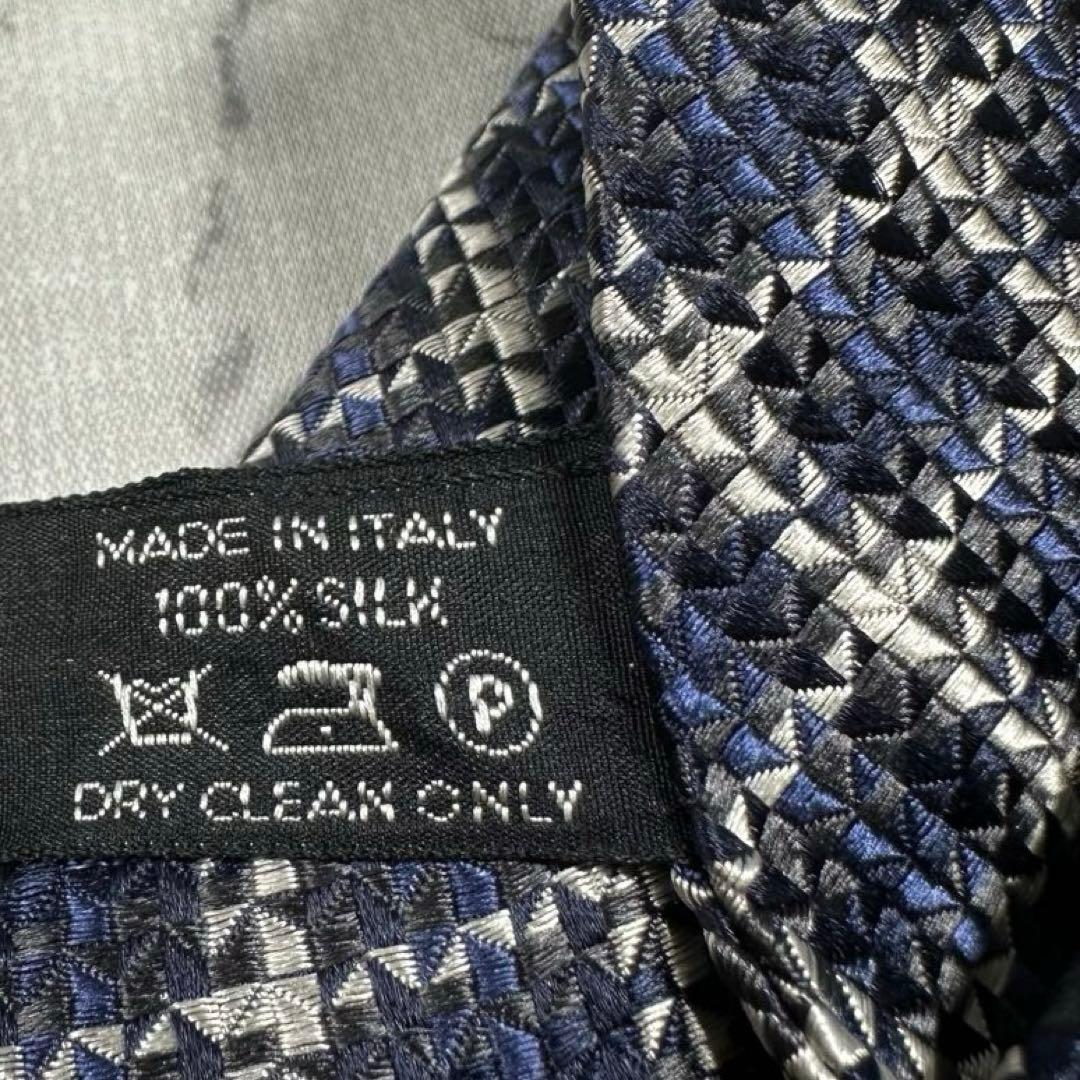 MADE IN ITALY
100% SILK
P
DRY CLEAN ONLY